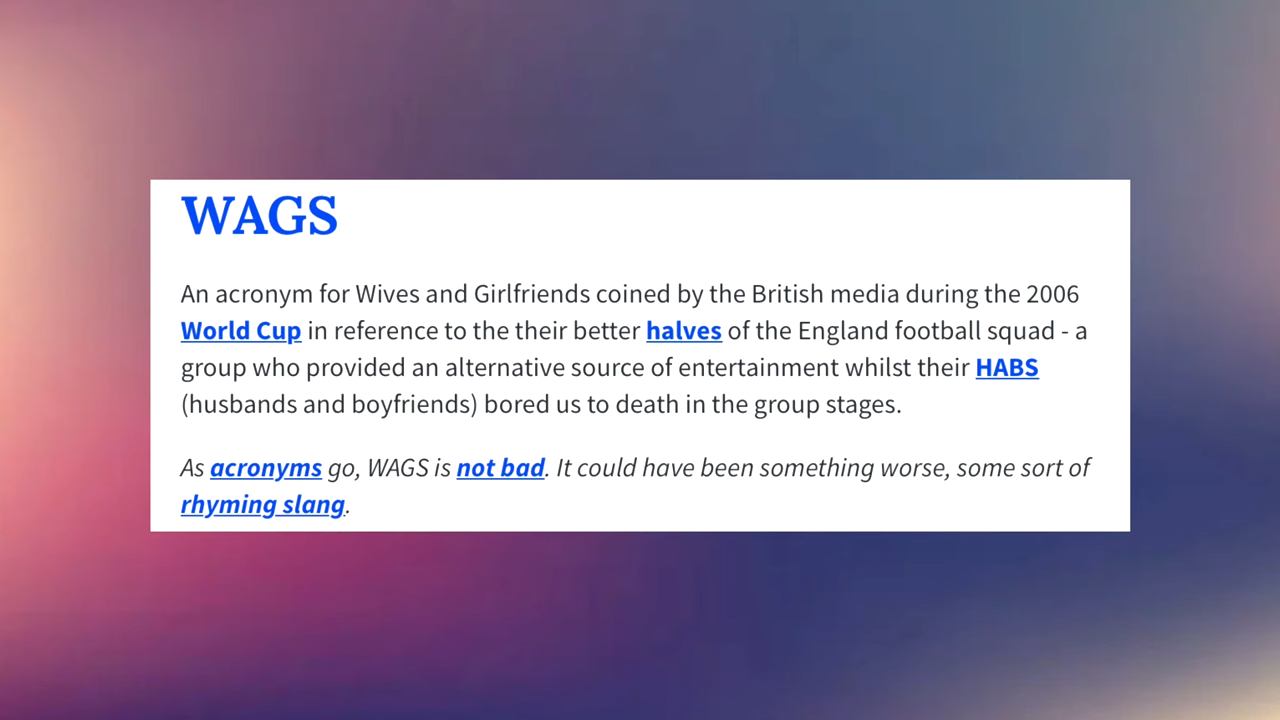 WAGS
An acronym for Wives and Girlfriends coined by the British media during the 2006
World Cup in reference to the their better halves of the England football squad - a
group who provided an alternative source of entertainment whilst their HABS
(husbands and boyfriends) bored us to death in the group stages.
As acronyms go, WAGS is not bad. It could have been something worse, some sort of
rhyming slang.